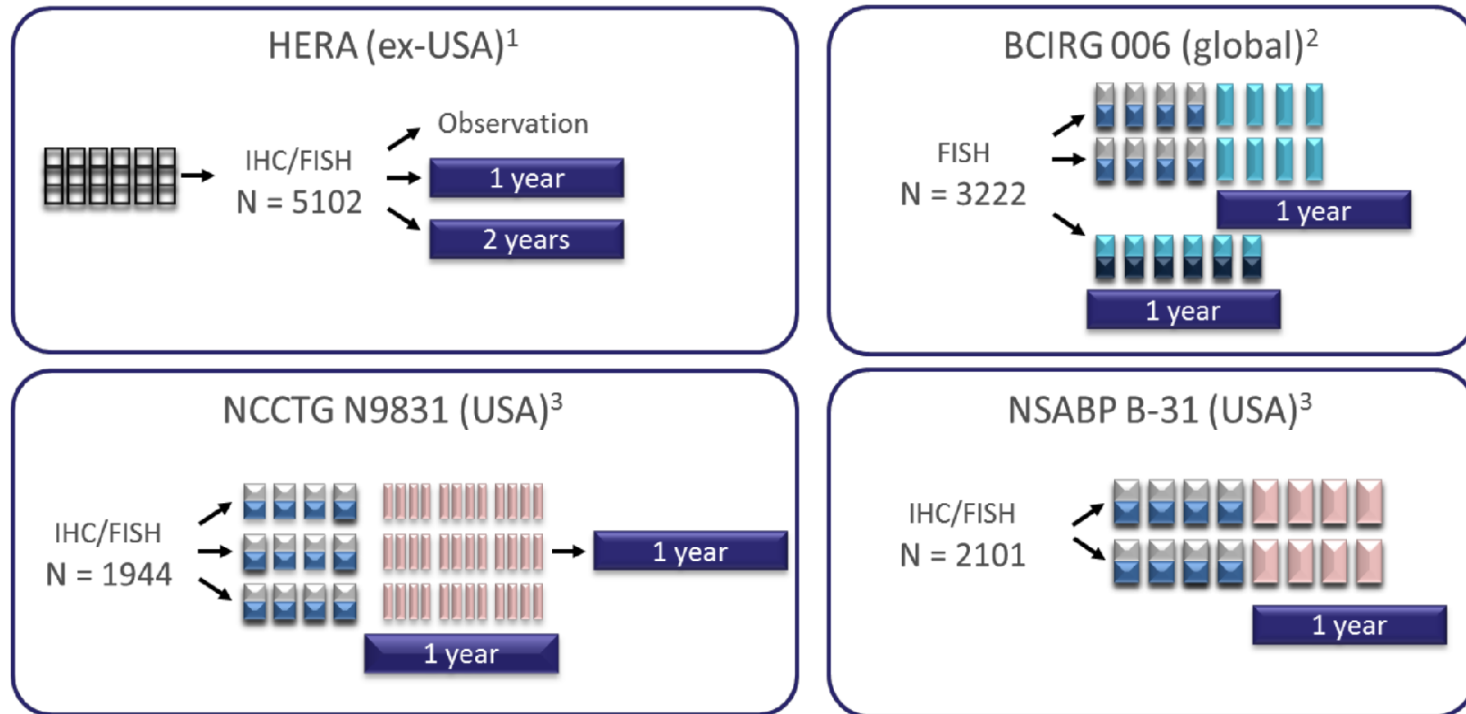 HERA (ex-USA)¹
IHC/FISH
N = 5102
Observation
1 year
2 years
BCIRG 006 (global)²
FISH
N = 3222
1 year
1 year
NCCTG N9831 (USA)³
IHC/FISH
N = 1944
1 year
1 year
NSABP B-31 (USA)³
IHC/FISH
N = 2101
1 year